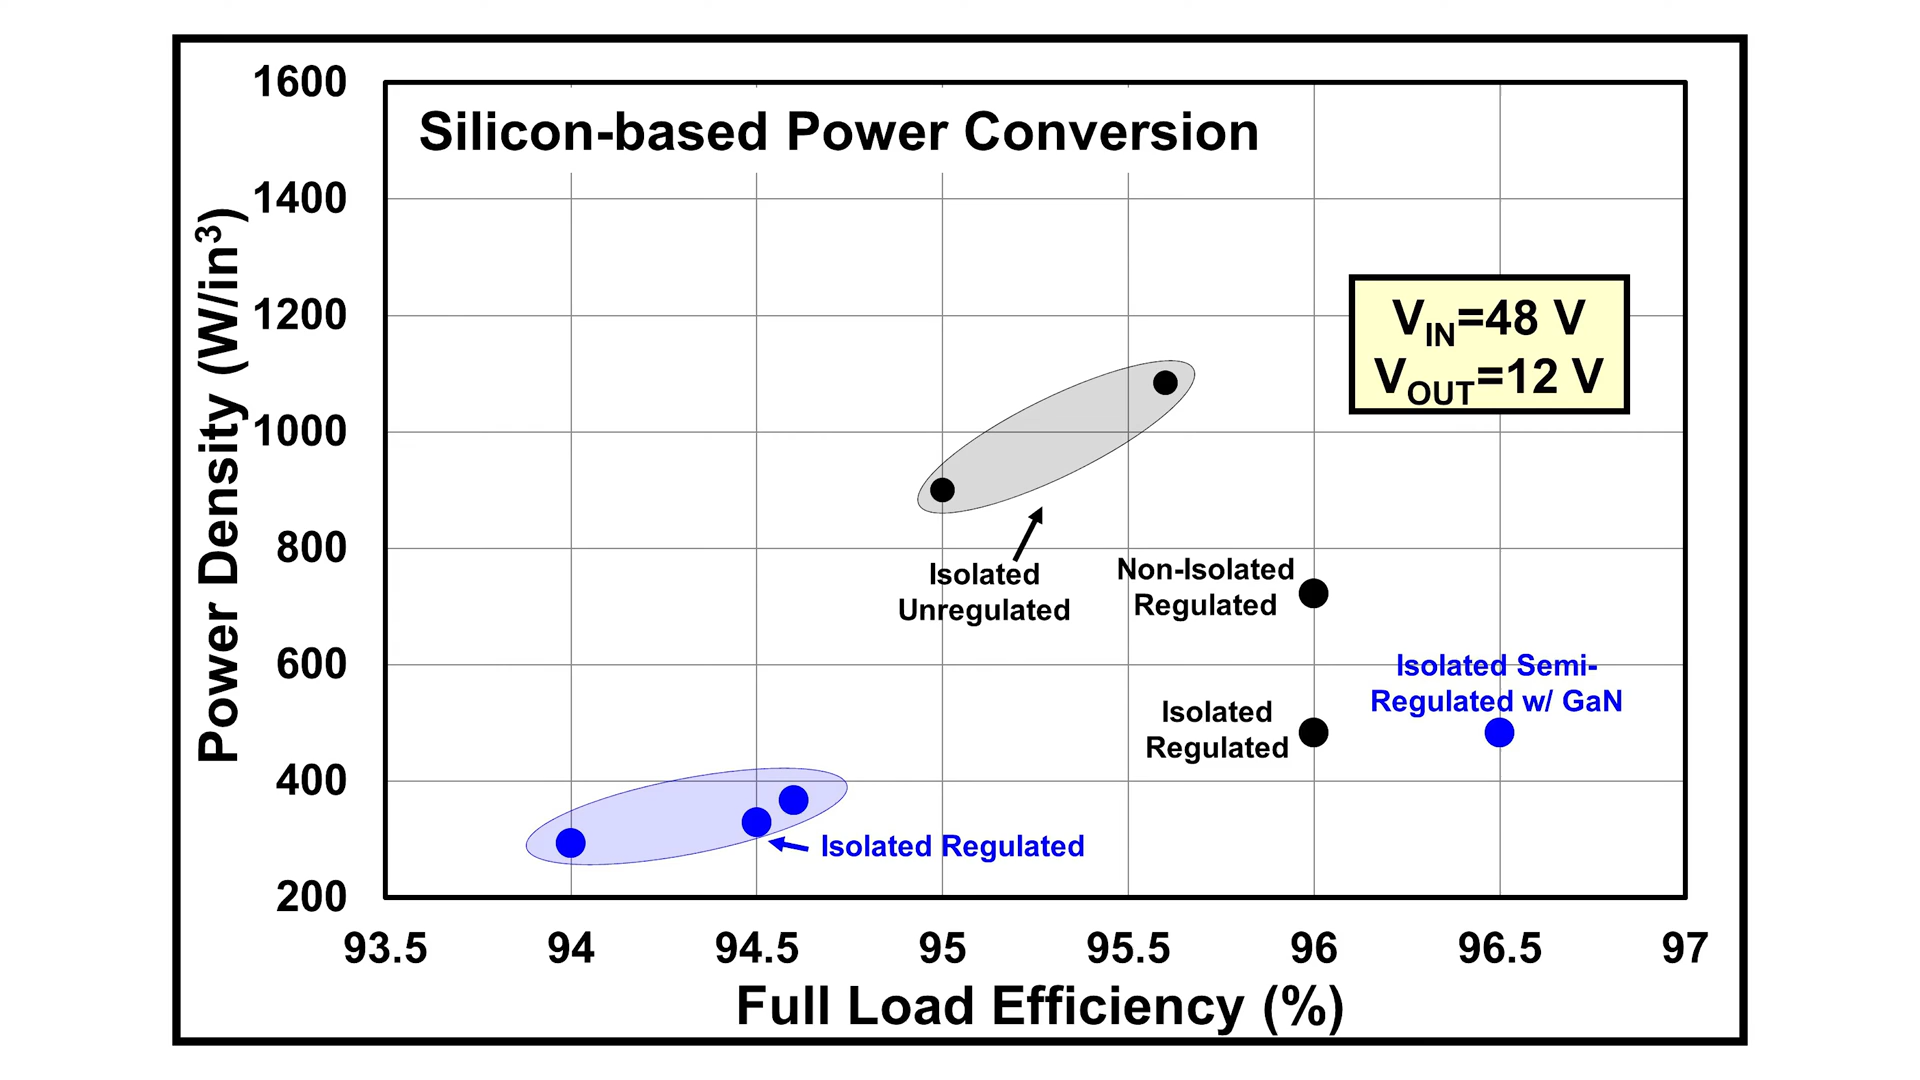 Silicon-based Power Conversion
Power Density (W/in³)
1600
1400
1200
1000
800
600
400
200
V_IN=48 V
V_OUT=12 V
Isolated
Unregulated
Non-Isolated
Regulated
Isolated Semi-
Regulated w/ GaN
Isolated
Regulated
Isolated Regulated
93.5 94 94.5 95 95.5 96 96.5 97
Full Load Efficiency (%)